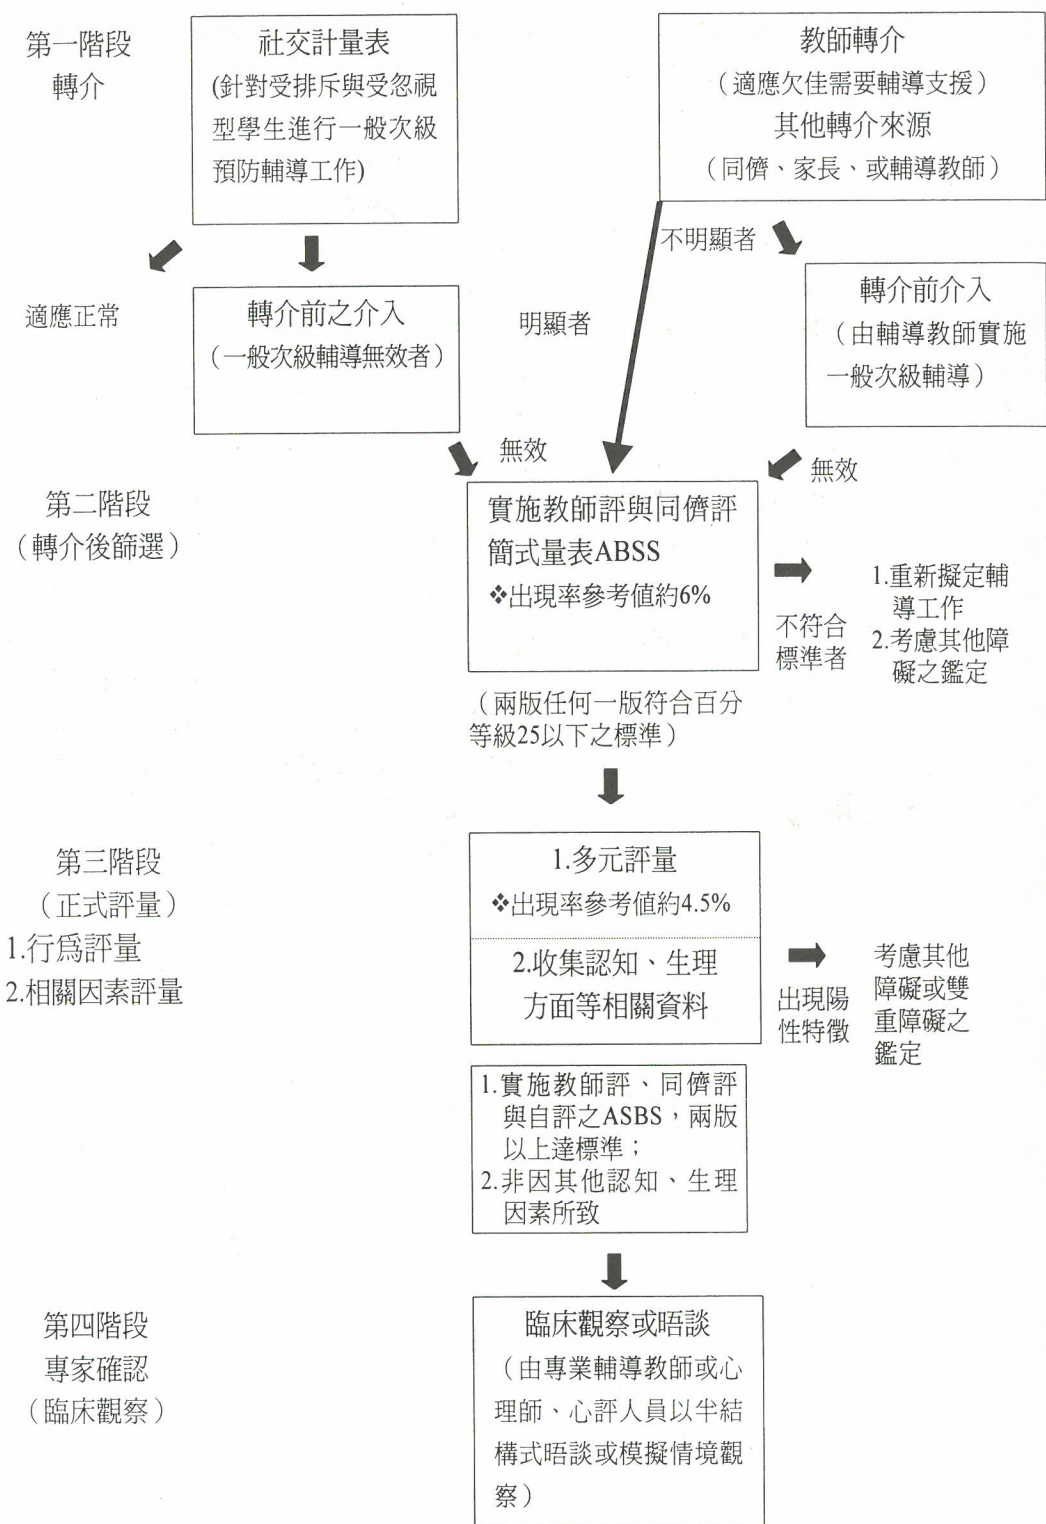 第一階段
轉介
社交計量表
(針對受排斥與受忽視
型學生進行一般次級
預防輔導工作)
教師轉介
（適應欠佳需要輔導支援）
其他轉介來源
（同儕、家長、或輔導教師）
不明顯者
適應正常
轉介前之介入
（一般次級輔導無效者）
明顯者
轉介前介入
（由輔導教師實施
一般次級輔導）
無效
無效
第二階段
（轉介後篩選）
實施教師評與同儕評
簡式量表ABSS
❖出現率參考值約6%
不符合
標準者
1.重新擬定輔
導工作
2.考慮其他障
礙之鑑定
（兩版任何一版符合百分
等級25以下之標準）
第三階段
（正式評量）
1.行爲評量
2.相關因素評量
1.多元評量
❖出現率參考值約4.5%
2.收集認知、生理
方面等相關資料
出現陽
性特徵
考慮其他
障礙或雙
重障礙之
鑑定
1.實施教師評、同儕評
與自評之ASBS，兩版
以上達標準；
2.非因其他認知、生理
因素所致
第四階段
專家確認
（臨床觀察）
臨床觀察或晤談
（由專業輔導教師或心
理師、心評人員以半結
構式晤談或模擬情境觀
察）